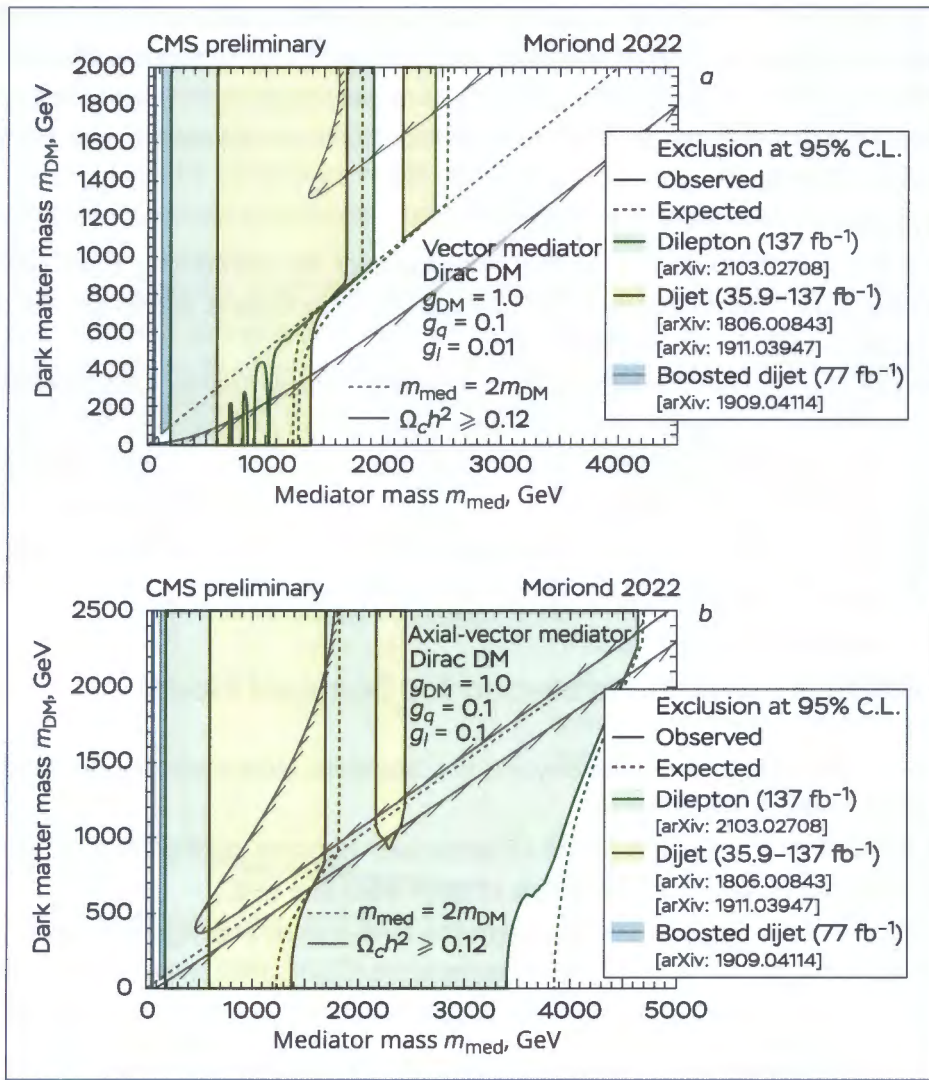 CMS preliminary Moriond 2022
a
2000
1800
1600
1400
1200
1000
800
600
400
200
0
Dark matter mass m_DM, GeV
Exclusion at 95% C.L.
Observed
Expected
Dilepton (137 fb⁻¹)
[arXiv: 2103.02708]
Dijet (35.9–137 fb⁻¹)
[arXiv: 1806.00843]
[arXiv: 1911.03947]
Boosted dijet (77 fb⁻¹)
[arXiv: 1909.04114]
Vector mediator
Dirac DM
g_DM = 1.0
g_q = 0.1
g_l = 0.01
m_med = 2m_DM
Ω_c h² ⩾ 0.12
0 1000 2000 3000 4000
Mediator mass m_med, GeV
CMS preliminary Moriond 2022
b
2500
2000
1500
1000
500
0
Dark matter mass m_DM, GeV
Axial-vector mediator
Dirac DM
g_DM = 1.0
g_q = 0.1
g_l = 0.1
Exclusion at 95% C.L.
Observed
Expected
Dilepton (137 fb⁻¹)
[arXiv: 2103.02708]
Dijet (35.9–137 fb⁻¹)
[arXiv: 1806.00843]
[arXiv: 1911.03947]
Boosted dijet (77 fb⁻¹)
[arXiv: 1909.04114]
m_med = 2m_DM
Ω_c h² ⩾ 0.12
0 1000 2000 3000 4000 5000
Mediator mass m_med, GeV